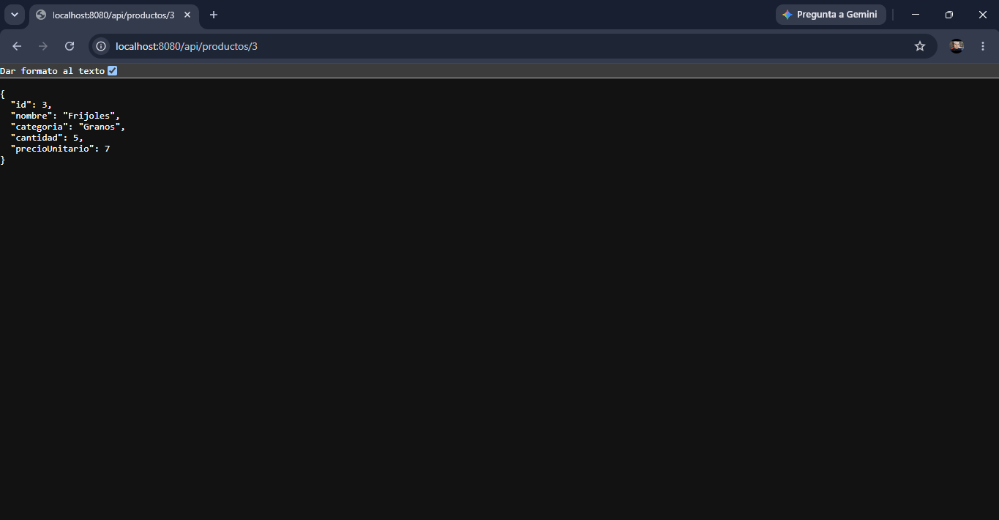 localhost:8080/api/productos/3
Pregunta a Gemini
localhost:8080/api/productos/3
Dar formato al texto
{
  "id": 3,
  "nombre": "Frijoles",
  "categoria": "Granos",
  "cantidad": 5,
  "precioUnitario": 7
}